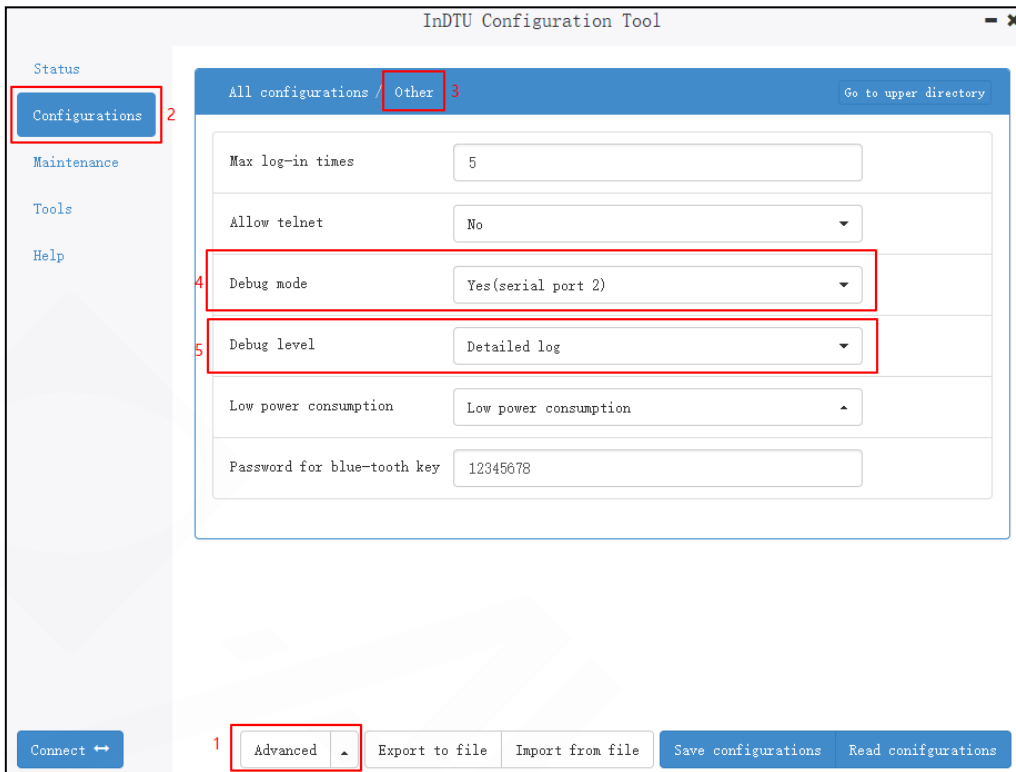 InDTU Configuration Tool
Status
Configurations 2
Maintenance
Tools
Help
All configurations / Other 3 Go to upper directory
Max log-in times 5
Allow telnet No
4 Debug mode Yes(serial port 2)
5 Debug level Detailed log
Low power consumption Low power consumption
Password for blue-tooth key 12345678
Connect 1 Advanced Export to file Import from file Save configurations Read conifgurations